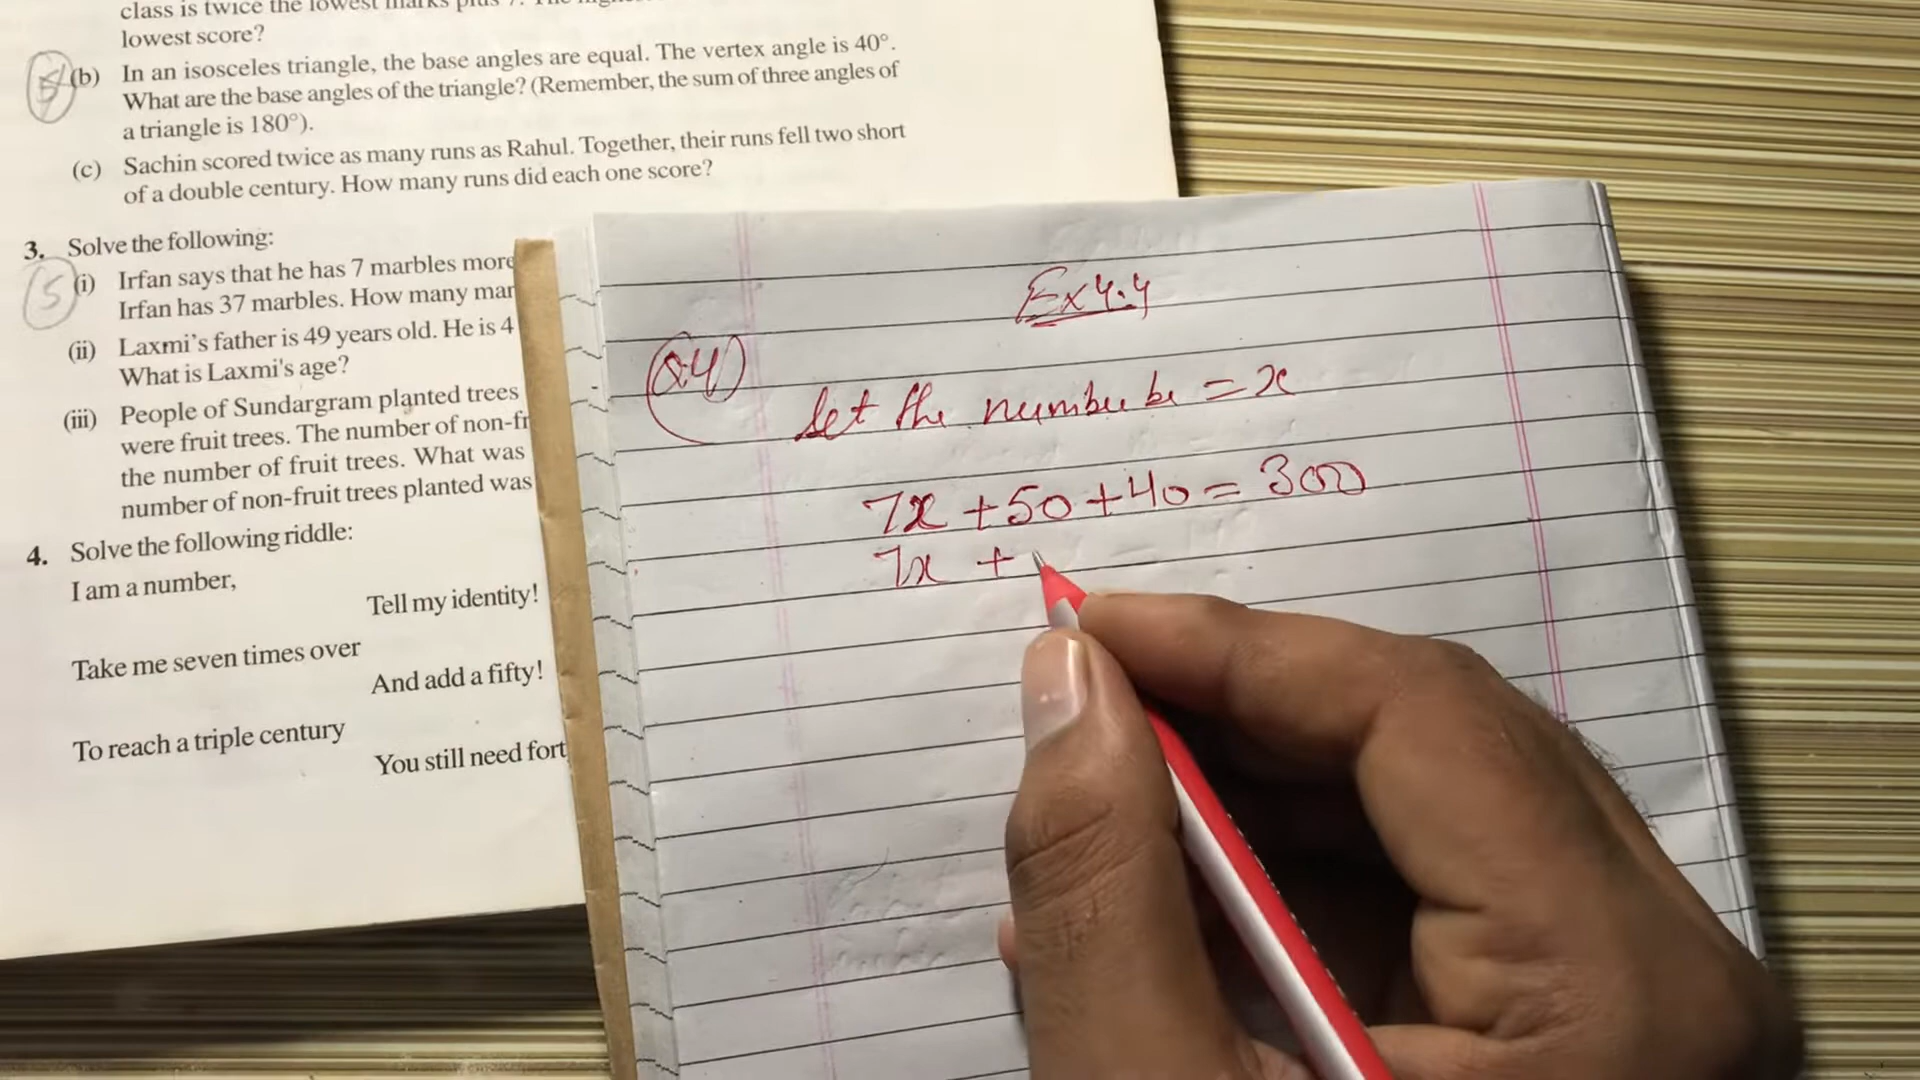 class is twice the lowest marks plus 7. The
lowest score?
(b) In an isosceles triangle, the base angles are equal. The vertex angle is 40°.
What are the base angles of the triangle? (Remember, the sum of three angles of
a triangle is 180°).
(c) Sachin scored twice as many runs as Rahul. Together, their runs fell two short
of a double century. How many runs did each one score?
3. Solve the following:
5 (i) Irfan says that he has 7 marbles more
Irfan has 37 marbles. How many mar
(ii) Laxmi's father is 49 years old. He is 4
What is Laxmi's age?
(iii) People of Sundargram planted trees
were fruit trees. The number of non-fr
the number of fruit trees. What was
number of non-fruit trees planted was
4. Solve the following riddle:
I am a number,
Tell my identity!
Take me seven times over
And add a fifty!
To reach a triple century
You still need fort
Ex 4.4
Q.4) let the number be = x
7x + 50 + 40 = 300
7x +